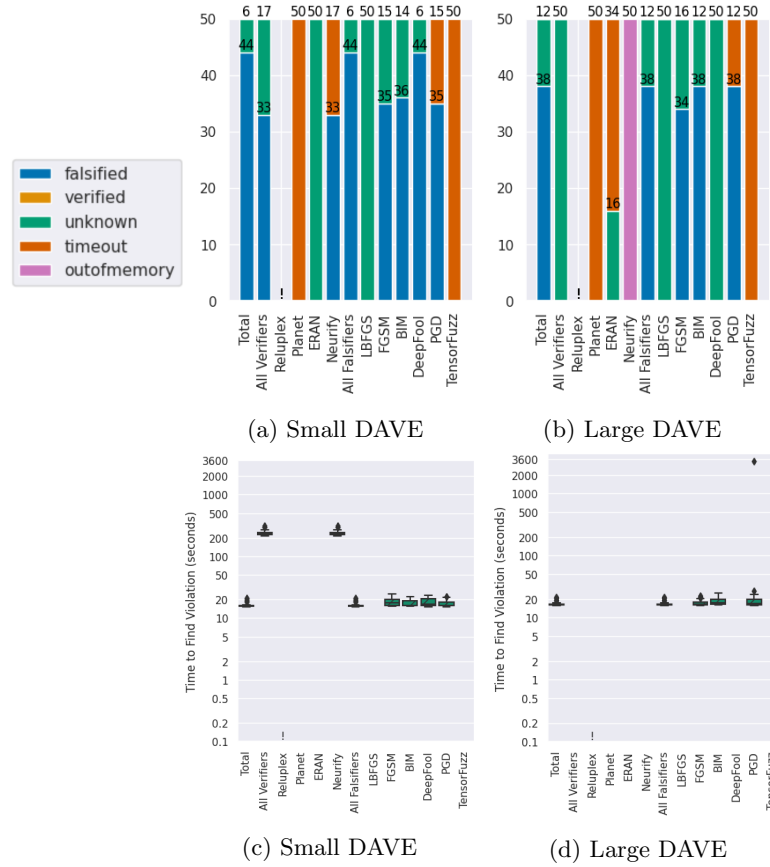 6 17 50 50 17 6 50 15 14 6 15 50
12 50 50 34 50 12 50 16 12 50 12 50
50
40
30
20
10
0
44 33 33 44 35 36 44 35
50
40
30
20
10
0
38 16 38 34 38 38
falsified
verified
unknown
timeout
outofmemory
Total
All Verifiers
Reluplex
Planet
ERAN
Neurify
All Falsifiers
LBFGS
FGSM
BIM
DeepFool
PGD
TensorFuzz
Total
All Verifiers
Reluplex
Planet
ERAN
Neurify
All Falsifiers
LBFGS
FGSM
BIM
DeepFool
PGD
TensorFuzz
(a) Small DAVE
(b) Large DAVE
Time to Find Violation (seconds)
3600
2000
1000
500
200
100
50
20
10
5
2
1
0.5
0.2
0.1
Total
All Verifiers
Reluplex
Planet
ERAN
Neurify
All Falsifiers
LBFGS
FGSM
BIM
DeepFool
PGD
TensorFuzz
Time to Find Violation (seconds)
3600
2000
1000
500
200
100
50
20
10
5
2
1
0.5
0.2
0.1
Total
All Verifiers
Reluplex
Planet
ERAN
Neurify
All Falsifiers
LBFGS
FGSM
BIM
DeepFool
PGD
TensorFuzz
(c) Small DAVE
(d) Large DAVE